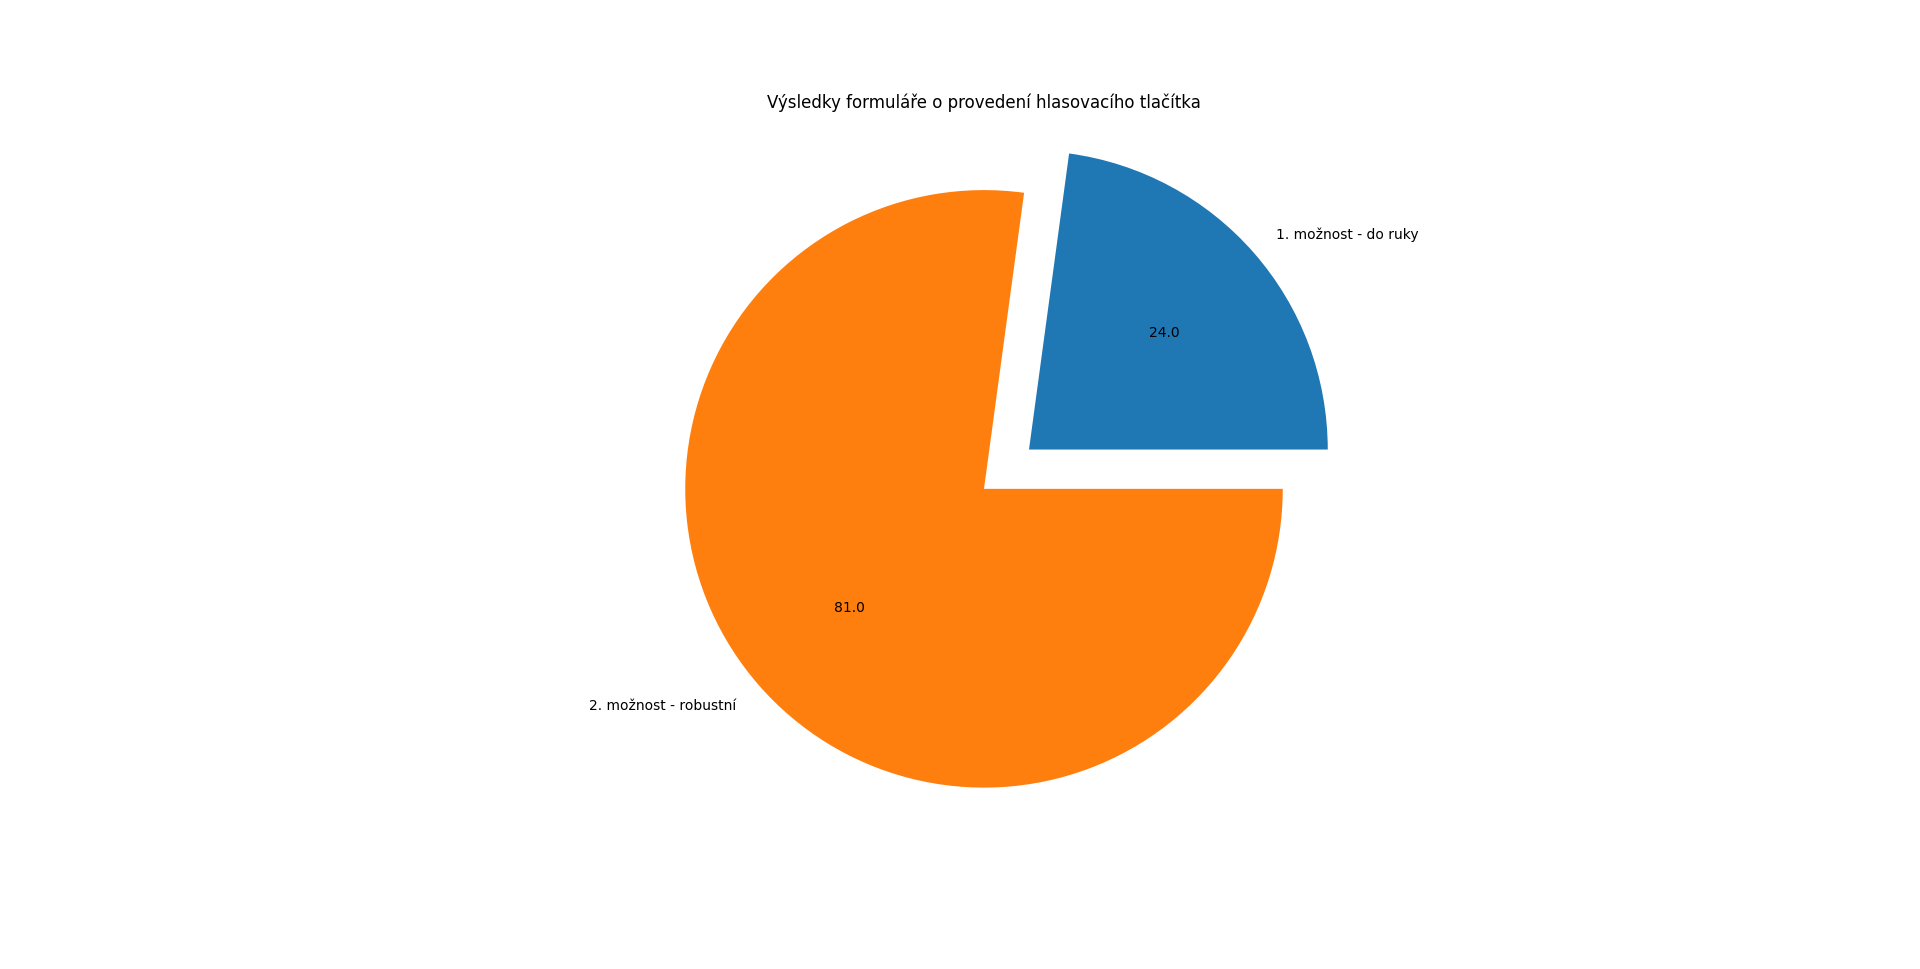 Výsledky formuláře o provedení hlasovacího tlačítka
1. možnost - do ruky
24.0
81.0
2. možnost - robustní